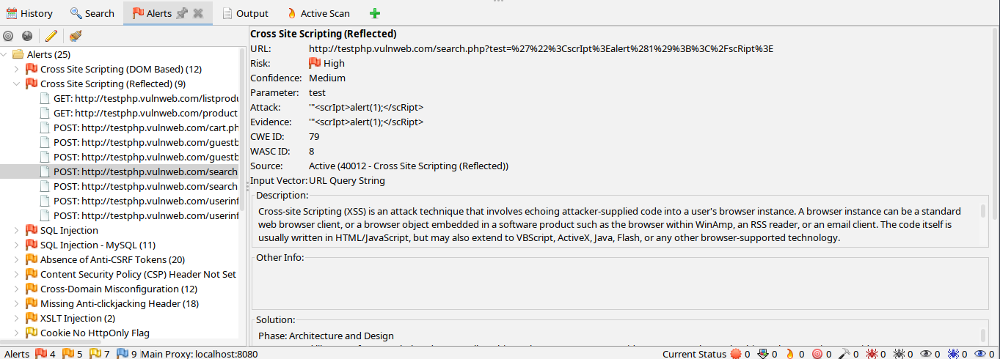 History Search Alerts Output Active Scan
Alerts (25)
Cross Site Scripting (DOM Based) (12)
Cross Site Scripting (Reflected) (9)
GET: http://testphp.vulnweb.com/listprodu
GET: http://testphp.vulnweb.com/product
POST: http://testphp.vulnweb.com/cart.ph
POST: http://testphp.vulnweb.com/guestb
POST: http://testphp.vulnweb.com/guestb
POST: http://testphp.vulnweb.com/search
POST: http://testphp.vulnweb.com/search
POST: http://testphp.vulnweb.com/userinf
POST: http://testphp.vulnweb.com/userinf
SQL Injection
SQL Injection - MySQL (11)
Absence of Anti-CSRF Tokens (20)
Content Security Policy (CSP) Header Not Set
Cross-Domain Misconfiguration (12)
Missing Anti-clickjacking Header (18)
XSLT Injection (2)
Cookie No HttpOnly Flag
Cross Site Scripting (Reflected)
URL: http://testphp.vulnweb.com/search.php?test=%27%22%3CscrIpt%3Ealert%281%29%3B%3C%2FscRipt%3E
Risk: High
Confidence: Medium
Parameter: test
Attack: '"<scrIpt>alert(1);</scRipt>
Evidence: '"<scrIpt>alert(1);</scRipt>
CWE ID: 79
WASC ID: 8
Source: Active (40012 - Cross Site Scripting (Reflected))
Input Vector: URL Query String
Description:
Cross-site Scripting (XSS) is an attack technique that involves echoing attacker-supplied code into a user's browser instance. A browser instance can be a standard
web browser client, or a browser object embedded in a software product such as the browser within WinAmp, an RSS reader, or an email client. The code itself is
usually written in HTML/JavaScript, but may also extend to VBScript, ActiveX, Java, Flash, or any other browser-supported technology.
Other Info:
Solution:
Phase: Architecture and Design
Alerts 4 5 7 9 Main Proxy: localhost:8080 Current Status 0 0 0 0 0 0 0 0 0 0